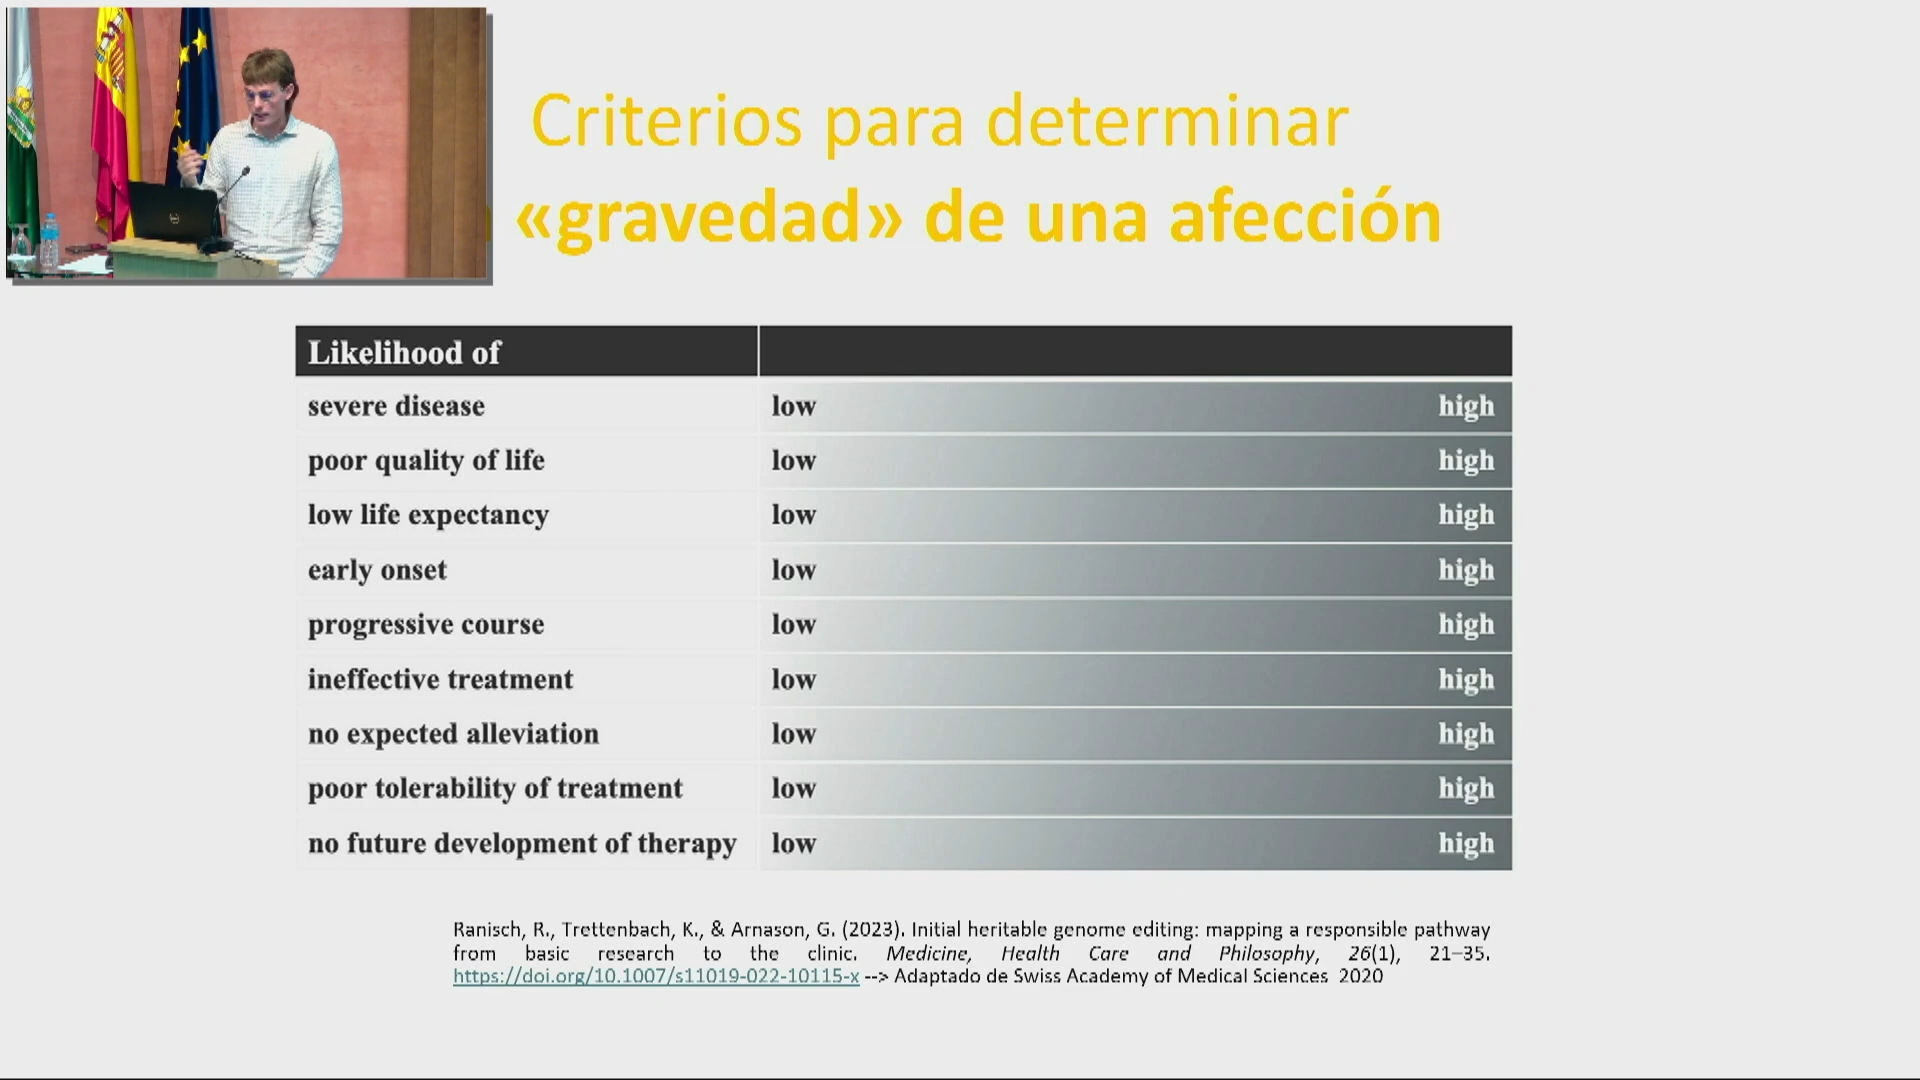 Criterios para determinar
«gravedad» de una afección
Likelihood of
severe disease low high
poor quality of life low high
low life expectancy low high
early onset low high
progressive course low high
ineffective treatment low high
no expected alleviation low high
poor tolerability of treatment low high
no future development of therapy low high
Ranisch, R., Trettenbach, K., & Arnason, G. (2023). Initial heritable genome editing: mapping a responsible pathway
from basic research to the clinic. Medicine, Health Care and Philosophy, 26(1), 21–35.
https://doi.org/10.1007/s11019-022-10115-x --> Adaptado de Swiss Academy of Medical Sciences 2020